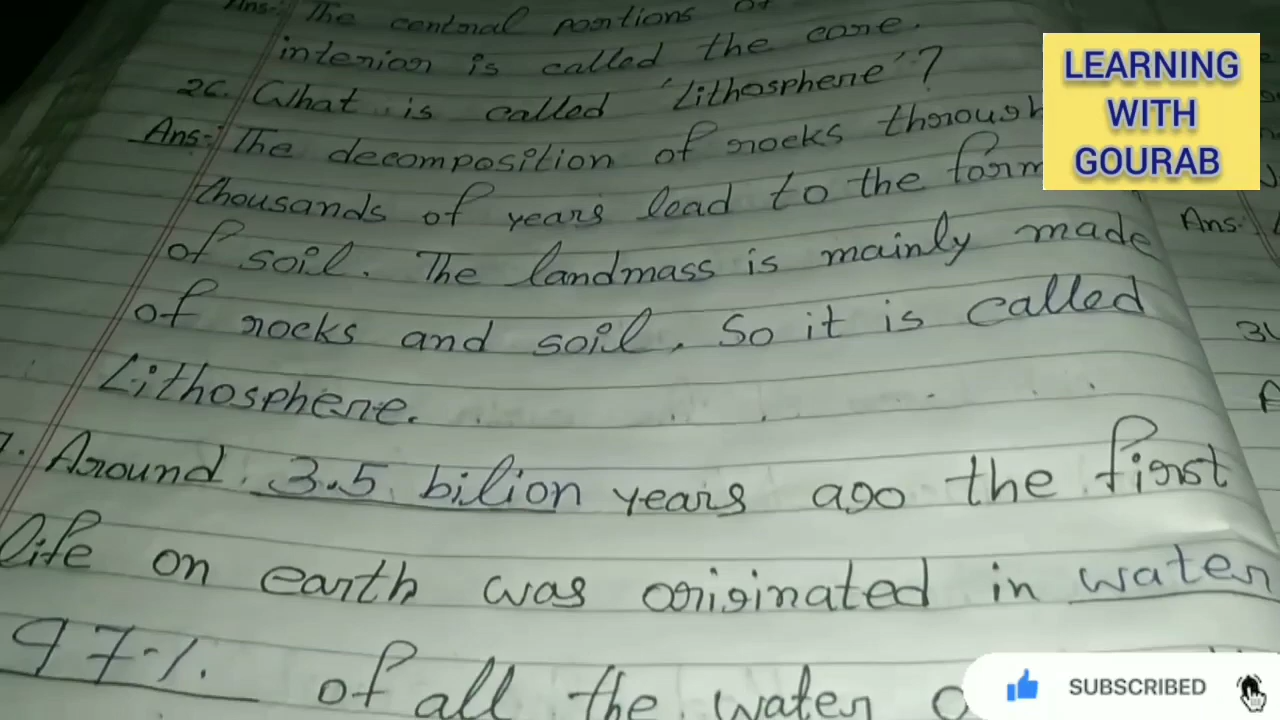 Ans:- The central portions of
interior is called the core.
26. What is called 'Lithosphere'?
Ans:- The decomposition of rocks through
thousands of years lead to the form
of soil. The landmass is mainly made
of rocks and soil. So it is called
Lithosphere.
Around 3.5 bilion years ago the first
life on earth was originated in water
97% of all the water
LEARNING
WITH
GOURAB
Ans:
SUBSCRIBED